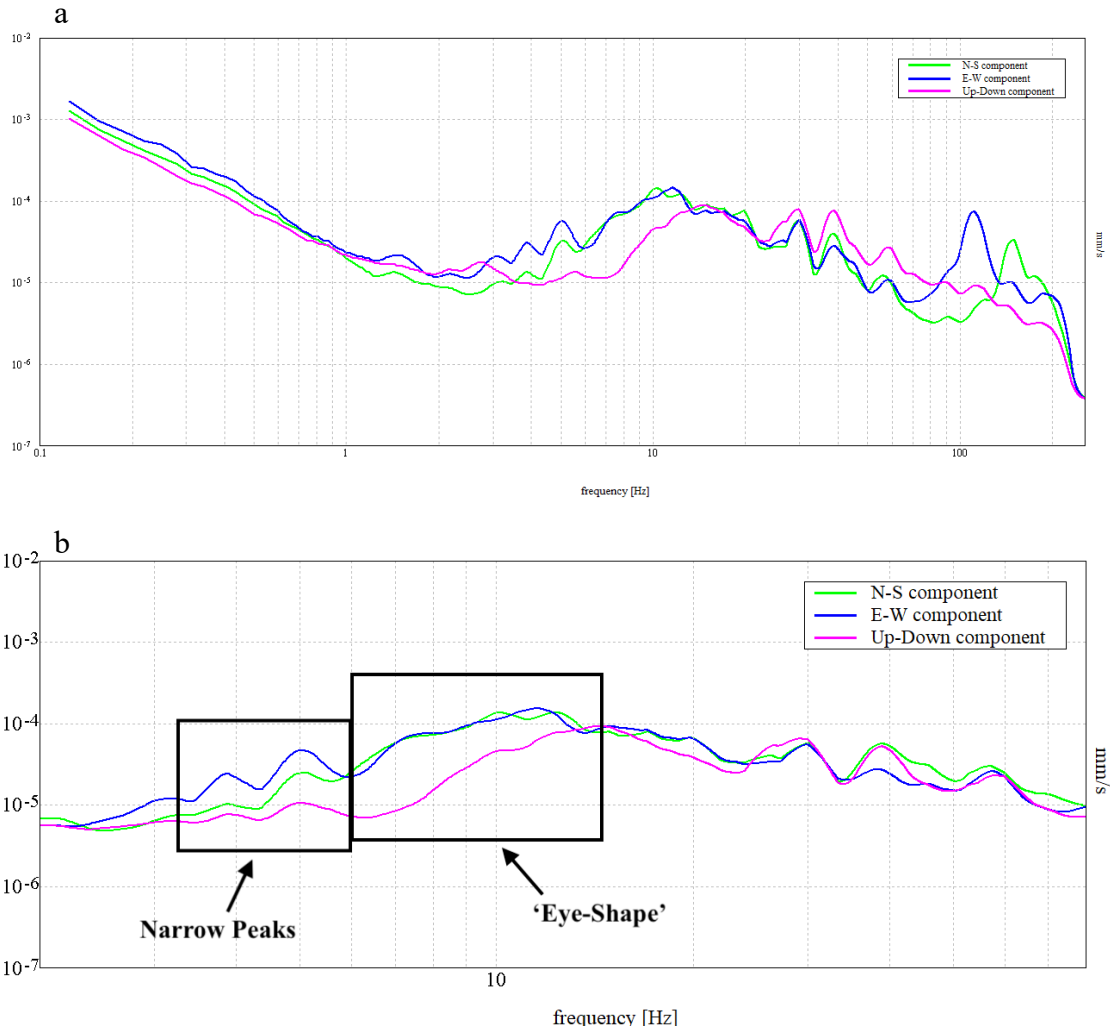 a
10-2
10-3
10-4
10-5
10-6
10-7
N-S component
E-W component
Up-Down component
mm/s
0.1
1
10
100
frequency [Hz]
b
10-2
10-3
10-4
10-5
10-6
10-7
N-S component
E-W component
Up-Down component
mm/s
Narrow Peaks
‘Eye-Shape’
10
frequency [Hz]